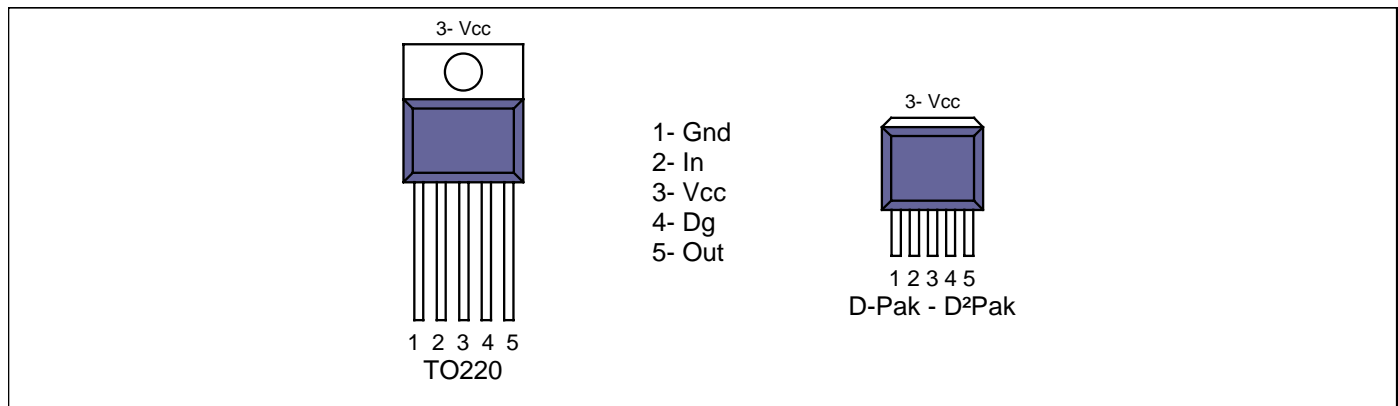 3- Vcc
1 2 3 4 5
TO220
1- Gnd
2- In
3- Vcc
4- Dg
5- Out
3- Vcc
1 2 3 4 5
D-Pak - D²Pak